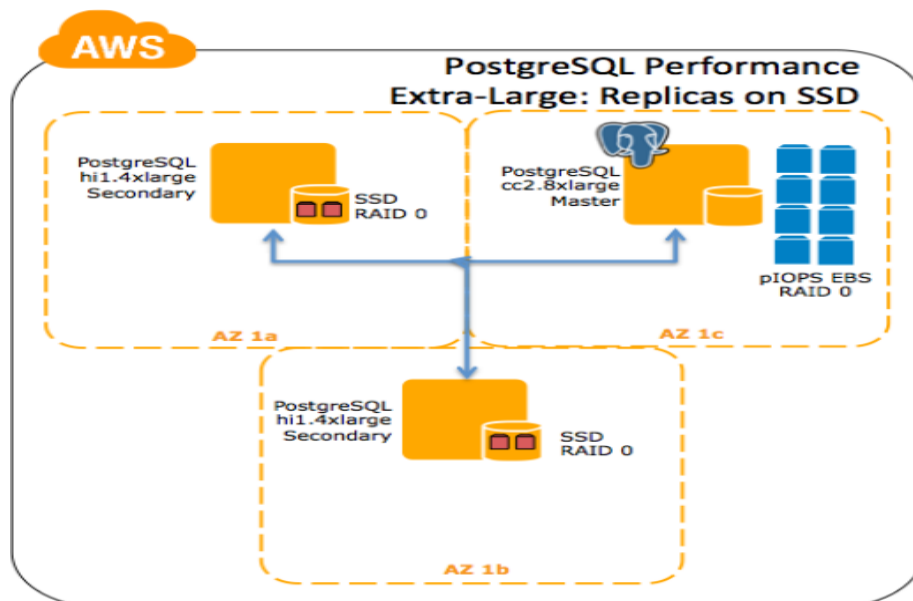 AWS
PostgreSQL Performance
Extra-Large: Replicas on SSD
PostgreSQL
hi1.4xlarge
Secondary
SSD
RAID 0
AZ 1a
PostgreSQL
cc2.8xlarge
Master
pIOPS EBS
RAID 0
AZ 1c
PostgreSQL
hi1.4xlarge
Secondary
SSD
RAID 0
AZ 1b